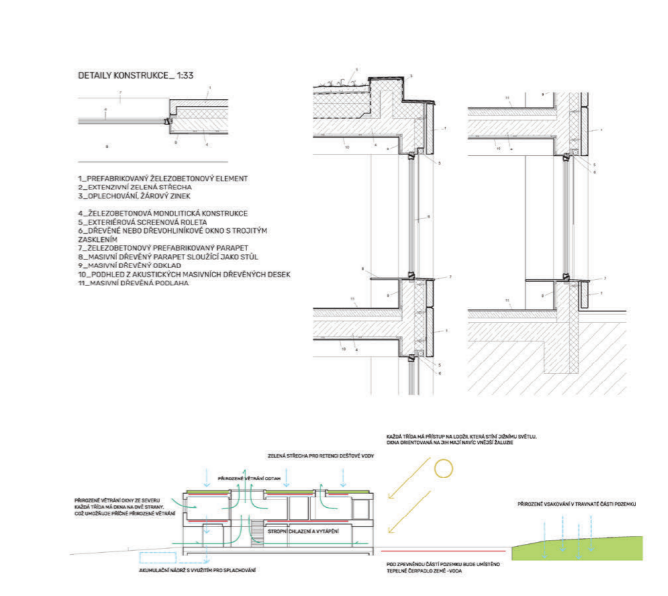 DETAILY KONSTRUKCE_ 1:33
1_PREFABRIKOVANÝ ŽELEZOBETONOVÝ ELEMENT
2_EXTENZIVNÍ ZELENÁ STŘECHA
3_OPLECHOVÁNÍ, ŽÁROVÝ ZINEK
4_ŽELEZOBETONOVÁ MONOLITICKÁ KONSTRUKCE
5_EXTERIÉROVÁ SCREENOVÁ ROLETA
6_DŘEVĚNÉ NEBO DŘEVOHLINÍKOVÉ OKNO S TROJITÝM
ZASKLENÍM
7_ŽELEZOBETONOVÝ PREFABRIKOVANÝ PARAPET
8_MASIVNÍ DŘEVĚNÝ PARAPET SLOUŽÍCÍ JAKO STŮL
9_MASIVNÍ DŘEVĚNÝ OBKLAD
10_PODHLED Z AKUSTICKÝCH MASIVNÍCH DŘEVĚNÝCH DESEK
11_MASIVNÍ DŘEVĚNÁ PODLAHA
KAŽDÁ TŘÍDA MÁ PŘÍSTUP NA LODŽII, KTERÁ STÍNÍ JIŽNÍMU SVĚTLU.
OKNA ORIENTOVANÁ NA JIH MAJÍ NAVÍC VNĚJŠÍ ŽALUZIE
ZELENÁ STŘECHA PRO RETENCI DEŠŤOVÉ VODY
PŘIROZENÉ VĚTRÁNÍ OKNY ZE SEVERU
KAŽDÁ TŘÍDA MÁ OKNA NA DVĚ STRANY,
COŽ UMOŽŇUJE PŘÍČNÉ PŘIROZENÉ VĚTRÁNÍ
STROPNÍ CHLAZENÍ A VYTÁPĚNÍ
PŘIROZENÉ VSAKOVÁNÍ V TRAVNATÉ ČÁSTI POZEMKU
AKUMULAČNÍ NÁDRŽ S VYUŽITÍM PRO SPLACHOVÁNÍ
POD ZPEVNĚNOU ČÁSTÍ POZEMKU BUDE UMÍSTĚNO
TEPELNÉ ČERPADLO ZEMĚ -VODA